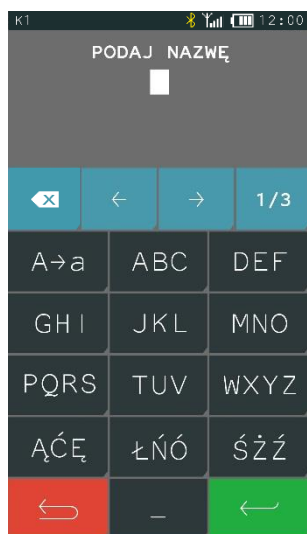 K1 12:00
PODAJ NAZWĘ
← → 1/3
A→a ABC DEF
GHI JKL MNO
PQRS TUV WXYZ
ĄĆĘ ŁŃÓ ŚŻŹ
_